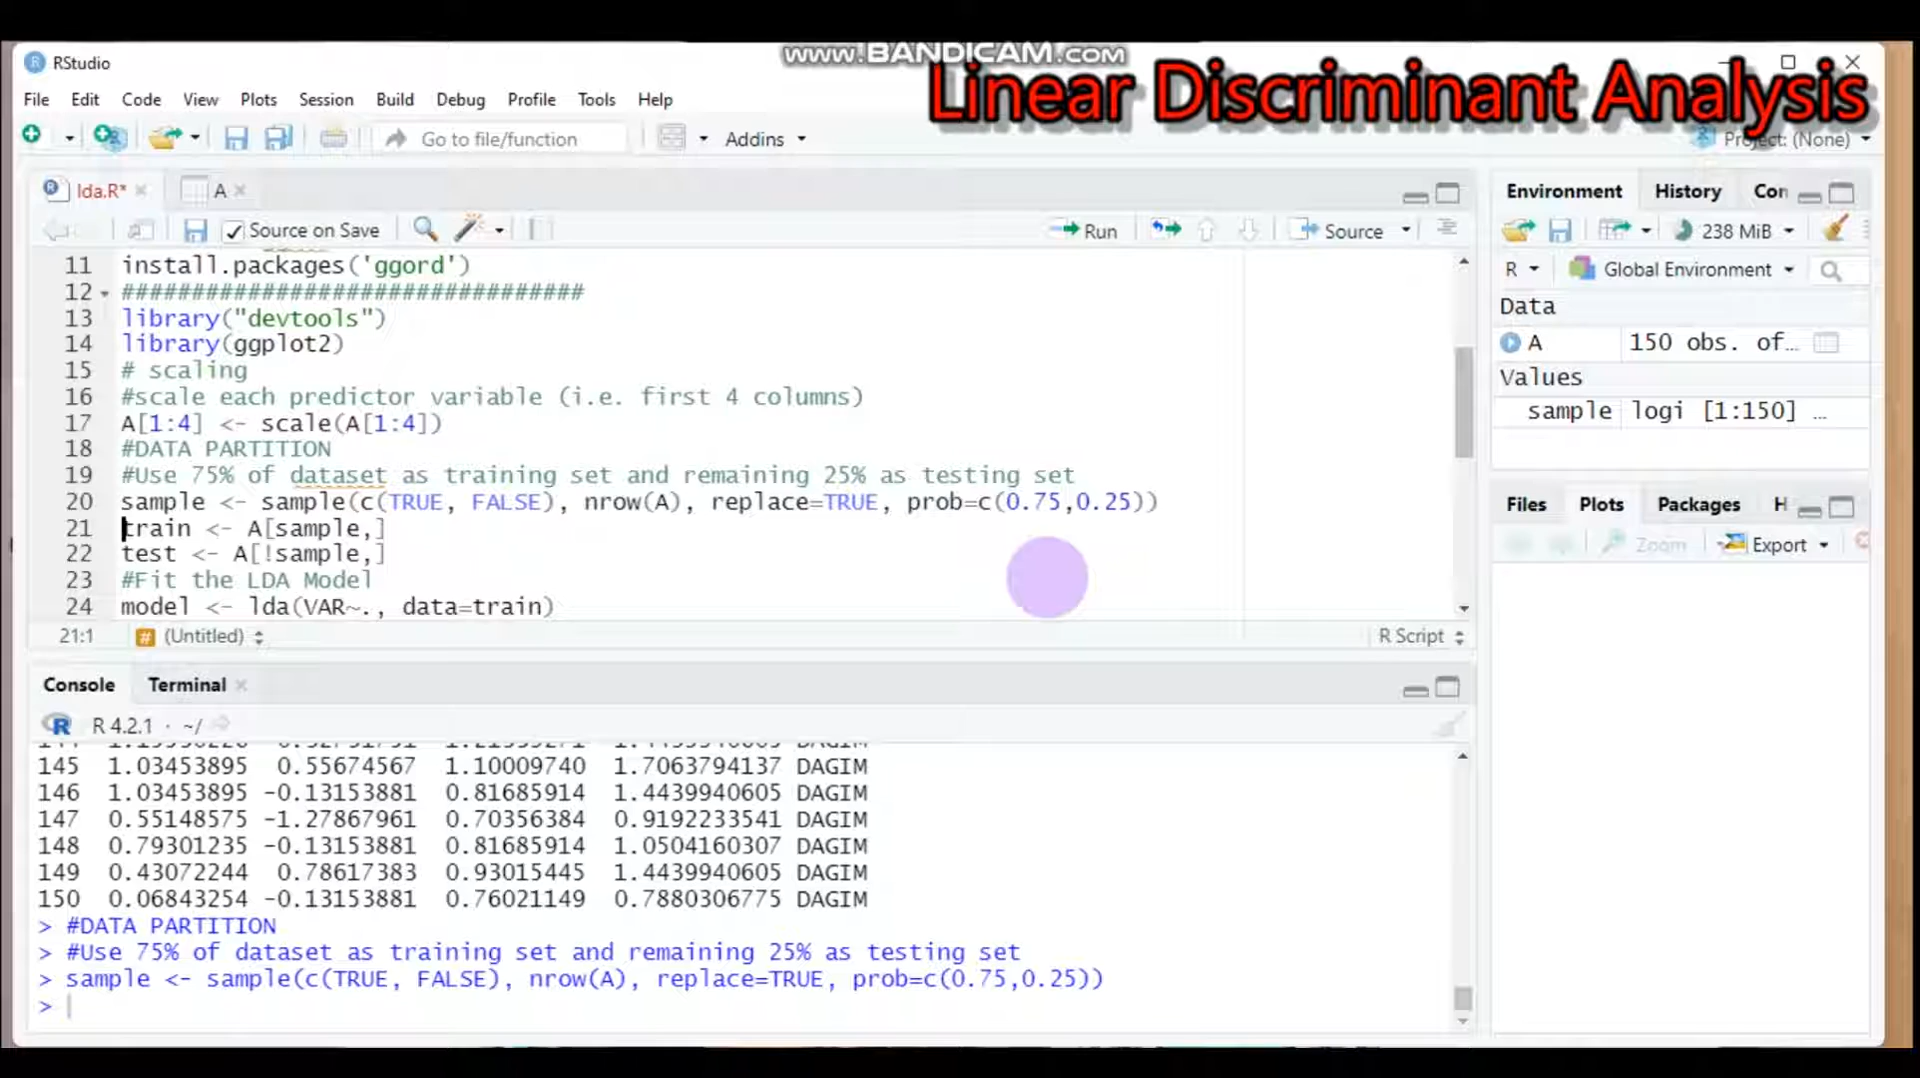 www.BANDICAM.com
RStudio
Linear Discriminant Analysis
File Edit Code View Plots Session Build Debug Profile Tools Help
Go to file/function Addins Project: (None)
lda.R* A
Source on Save Run Source
11 install.packages('ggord')
12 #################################
13 library("devtools")
14 library(ggplot2)
15 # scaling
16 #scale each predictor variable (i.e. first 4 columns)
17 A[1:4] <- scale(A[1:4])
18 #DATA PARTITION
19 #Use 75% of dataset as training set and remaining 25% as testing set
20 sample <- sample(c(TRUE, FALSE), nrow(A), replace=TRUE, prob=c(0.75,0.25))
21 train <- A[sample,]
22 test <- A[!sample,]
23 #Fit the LDA Model
24 model <- lda(VAR~., data=train)
21:1 # (Untitled) R Script
Console Terminal
R 4.2.1 · ~/
145 1.03453895 0.55674567 1.10009740 1.7063794137 DAGIM
146 1.03453895 -0.13153881 0.81685914 1.4439940605 DAGIM
147 0.55148575 -1.27867961 0.70356384 0.9192233541 DAGIM
148 0.79301235 -0.13153881 0.81685914 1.0504160307 DAGIM
149 0.43072244 0.78617383 0.93015445 1.4439940605 DAGIM
150 0.06843254 -0.13153881 0.76021149 0.7880306775 DAGIM
> #DATA PARTITION
> #Use 75% of dataset as training set and remaining 25% as testing set
> sample <- sample(c(TRUE, FALSE), nrow(A), replace=TRUE, prob=c(0.75,0.25))
>
Environment History Con
238 MiB
R Global Environment
Data
A 150 obs. of…
Values
sample logi [1:150] …
Files Plots Packages H
Zoom Export